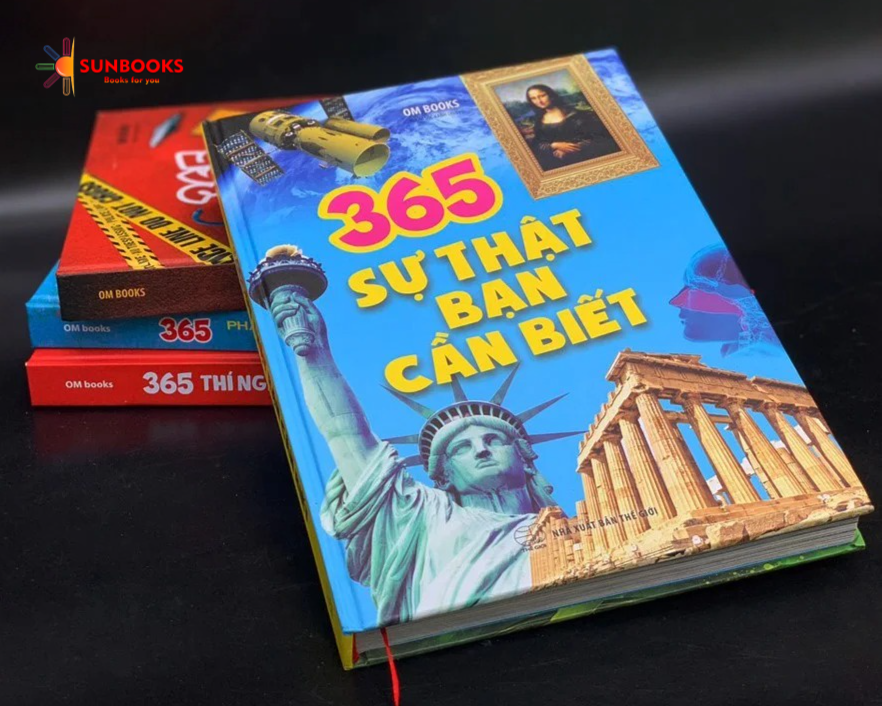 SUNBOOKS
Books for you
OM BOOKS
365
SỰ THẬT
BẠN
CẦN BIẾT
NHÀ XUẤT BẢN THẾ GIỚI
OM BOOKS
OM books
365
OM books
365 THÍ NG